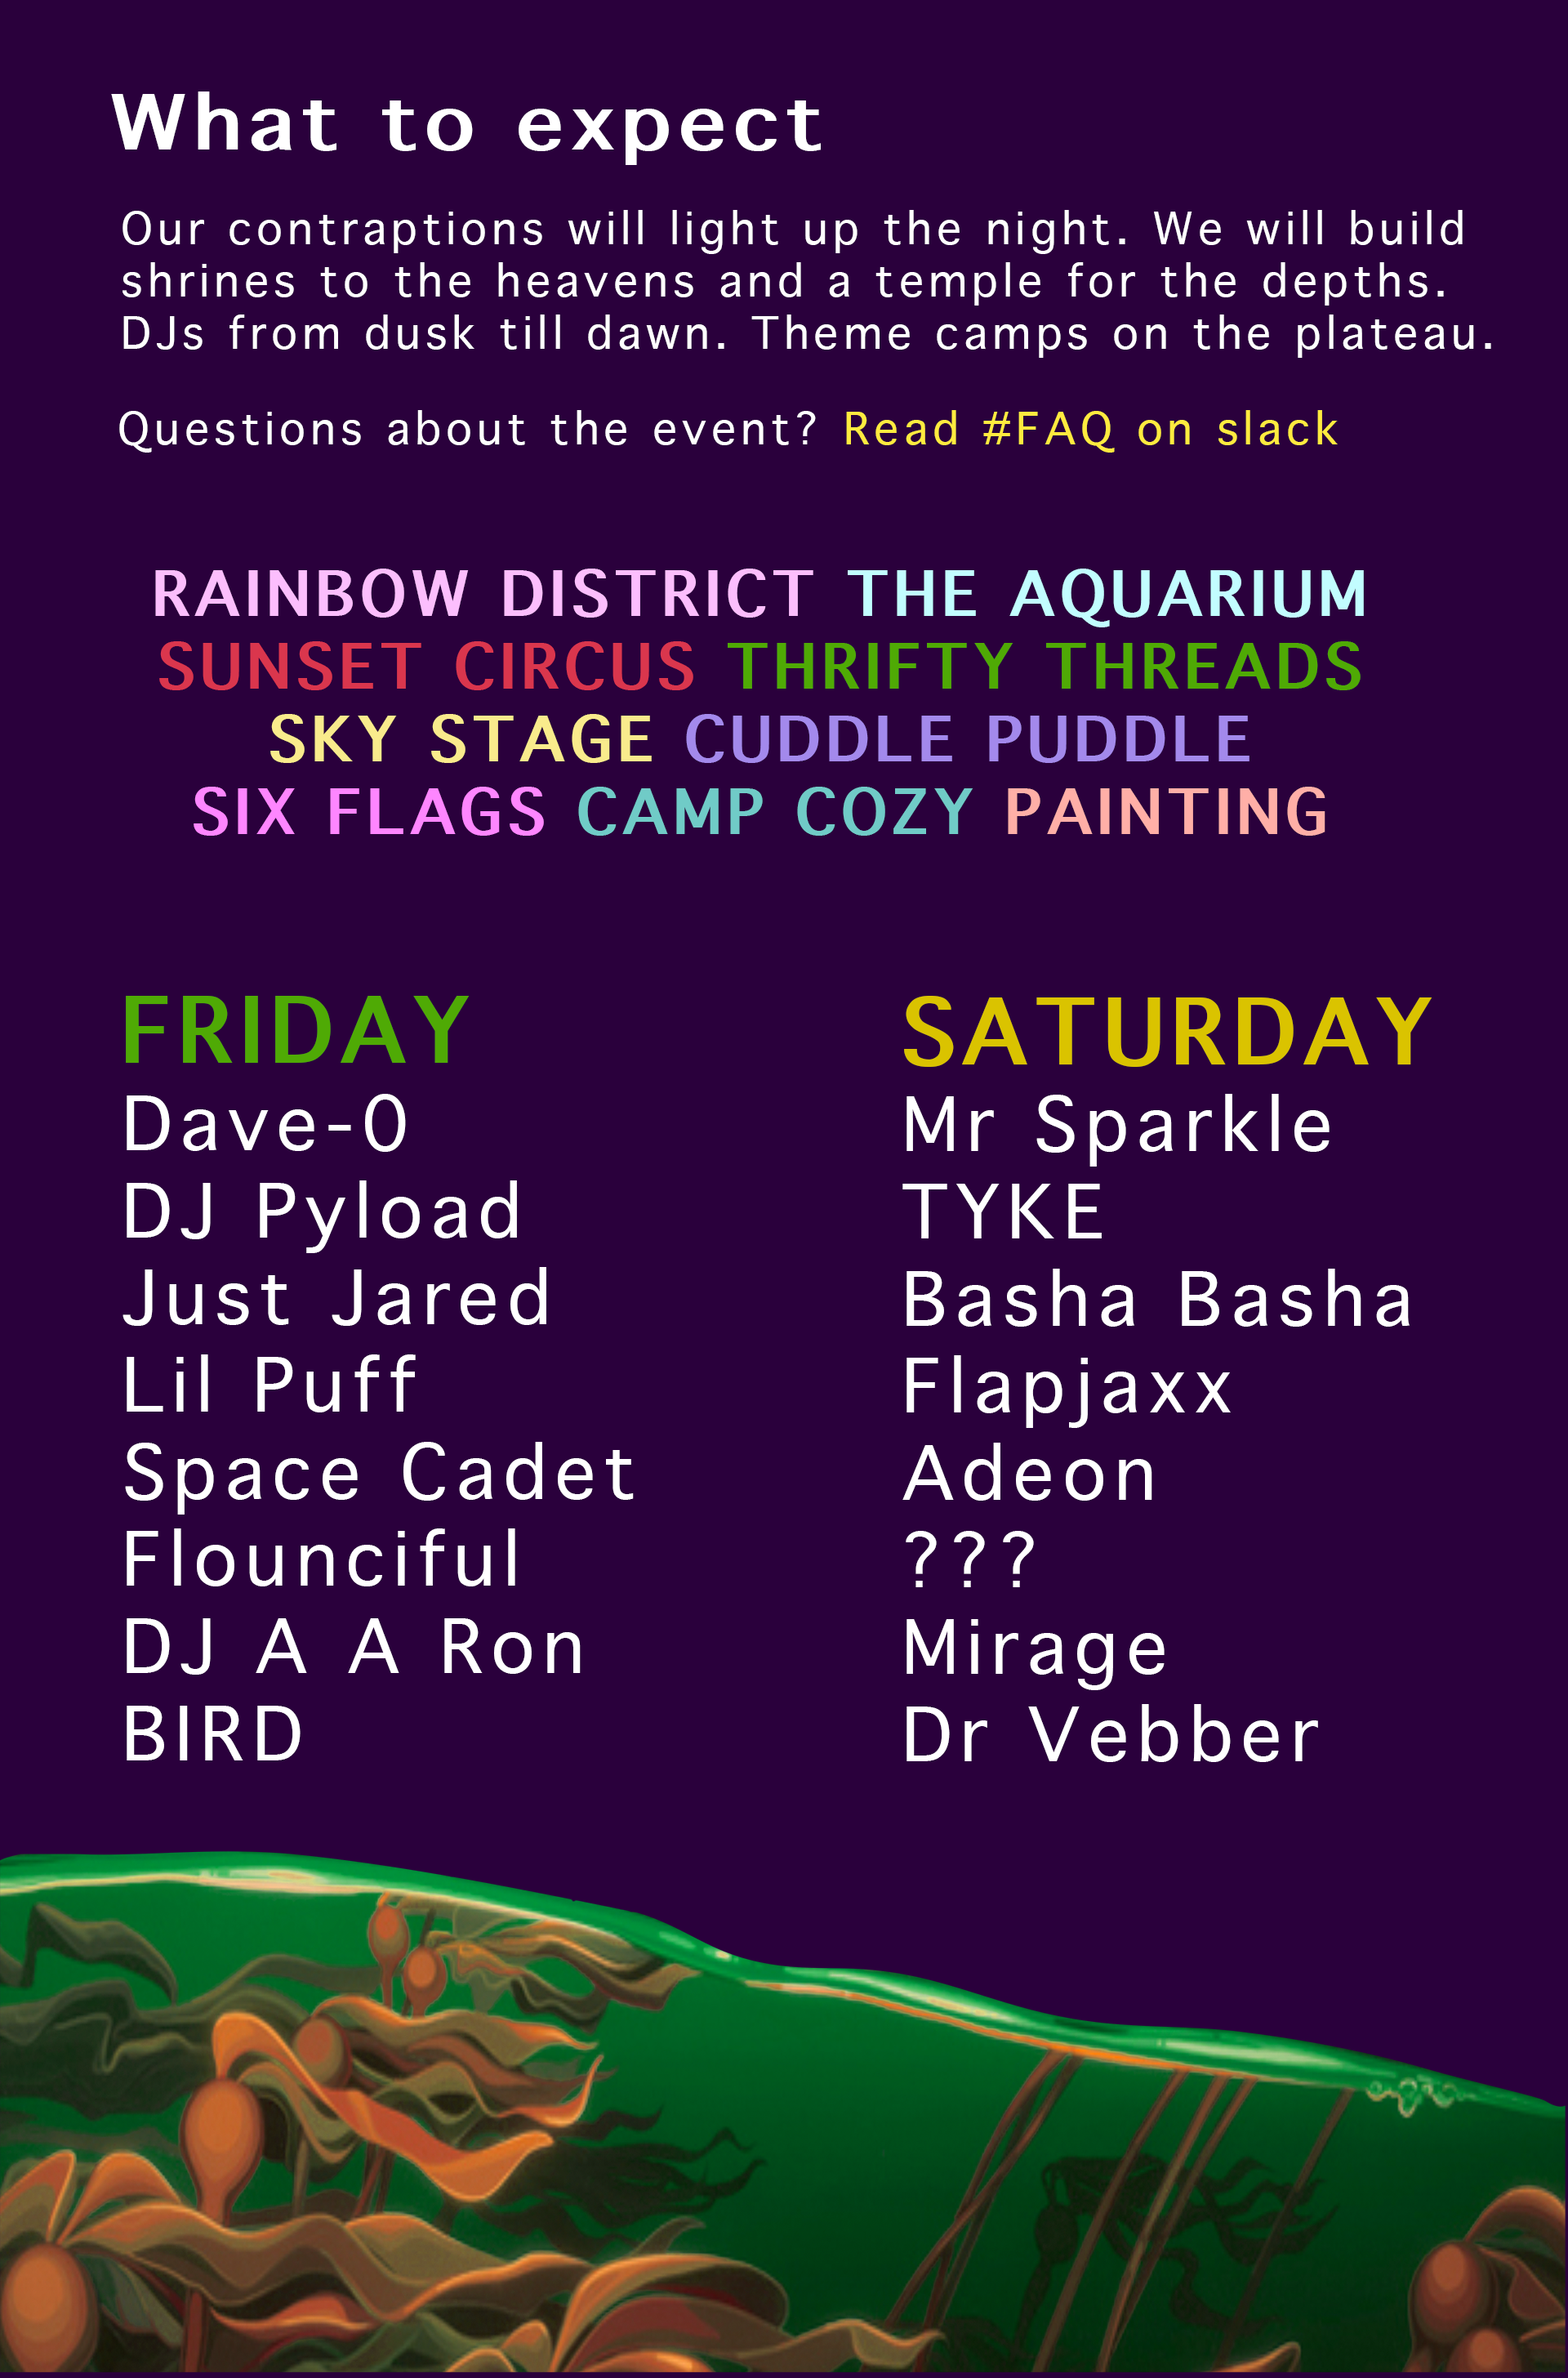 What to expect
Our contraptions will light up the night. We will build
shrines to the heavens and a temple for the depths.
DJs from dusk till dawn. Theme camps on the plateau.
Questions about the event? Read #FAQ on slack
RAINBOW DISTRICT THE AQUARIUM
SUNSET CIRCUS THRIFTY THREADS
SKY STAGE CUDDLE PUDDLE
SIX FLAGS CAMP COZY PAINTING
FRIDAY
Dave-O
DJ Pyload
Just Jared
Lil Puff
Space Cadet
Flounciful
DJ A A Ron
BIRD
SATURDAY
Mr Sparkle
TYKE
Basha Basha
Flapjaxx
Adeon
???
Mirage
Dr Vebber